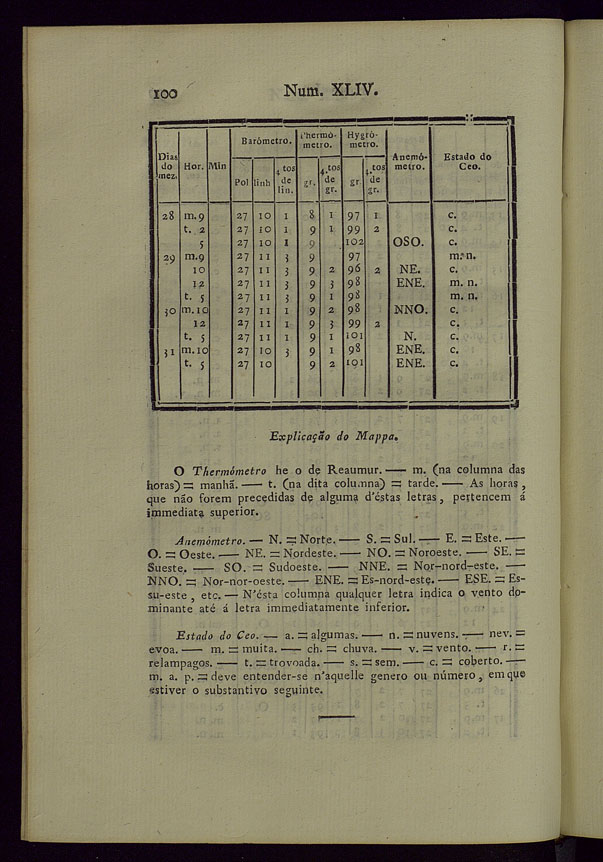 100 Num. XLIV.
Dias do mez. Hor. Min Barómetro. Thermómetro. Hygrómetro. Anemómetro. Estado do Ceo.
Pol linh 4.tos de lin. gr. 4.tos de gr. gr 4.tos de gr.
28 m.9 27 10 1 8 1 97 1 c.
t. 2 27 10 1 9 1 99 2 c.
5 27 10 1 9 102 OSO. c.
29 m.9 27 11 3 9 97 m. n.
10 27 11 3 9 2 96 2 NE. c.
12 27 11 3 9 3 98 ENE. m. n.
t. 5 27 11 3 9 1 98 m. n.
30 m.10 27 11 1 9 2 98 NNO. c.
12 27 11 1 9 3 99 2 c.
t. 5 27 11 1 9 1 101 N. c.
31 m.10 27 10 3 9 1 98 ENE. c.
t. 5 27 10 9 2 101 ENE. c.
Explicação do Mappa.
O Thermómetro he o de Reaumur. — m. (na columna das
horas) = manhã. — t. (na dita columna) = tarde. — As horas,
que não forem precedidas de alguma d'éstas letras, pertencem á
immediata superior.
Anemómetro. — N. = Norte. — S. = Sul. — E. = Este. —
O. = Oeste. — NE. = Nordeste. — NO. = Noroeste. — SE. =
Sueste. — SO. = Sudoeste. — NNE. = Nor-nord-este. —
NNO. = Nor-nor-oeste. — ENE. = Es-nord-este. — ESE. = Es-
su-este, etc. — N'ésta columna qualquer letra indica o vento do-
minante até á letra immediatamente inferior.
Estado do Ceo. — a. = algumas. — n. = nuvens. — nev. =
evoa. — m. = muita. — ch. = chuva. — v. = vento. — r. =
relampagos. — t. = trovoada. — s. = sem. — c. = coberto. —
m. a. p. = deve entender-se n'aquelle genero ou número, em que
estiver o substantivo seguinte.